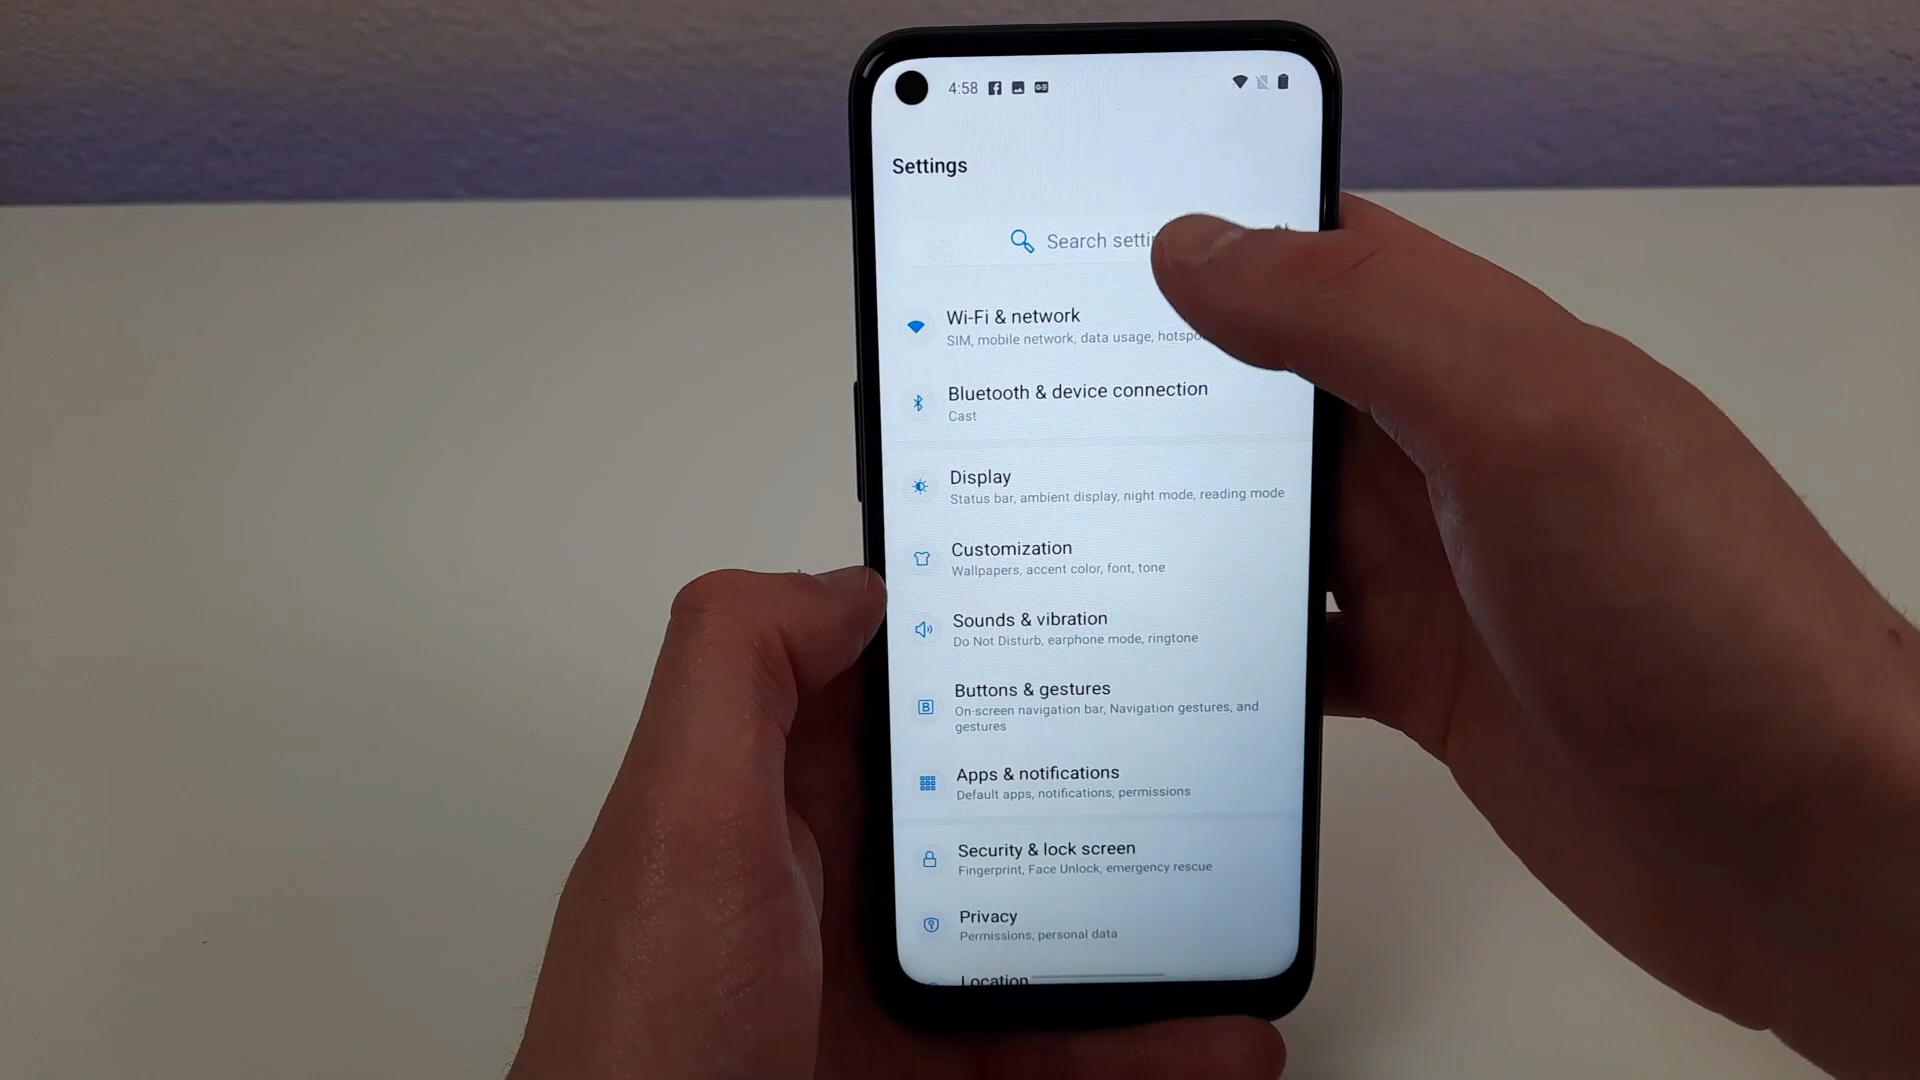 4:58
Settings
Search
Wi-Fi & network
SIM, mobile network, data usage,
Bluetooth & device connection
Cast
Display
Status bar, ambient display, night mode, reading mode
Customization
Wallpapers, accent color, font, tone
Sounds & vibration
Do Not Disturb, earphone mode, ringtone
B
Buttons & gestures
On-screen navigation bar, Navigation gestures, and
gestures
Apps & notifications
Default apps, notifications, permissions
Security & lock screen
Fingerprint, Face Unlock, emergency rescue
Privacy
Permissions, personal data
Location